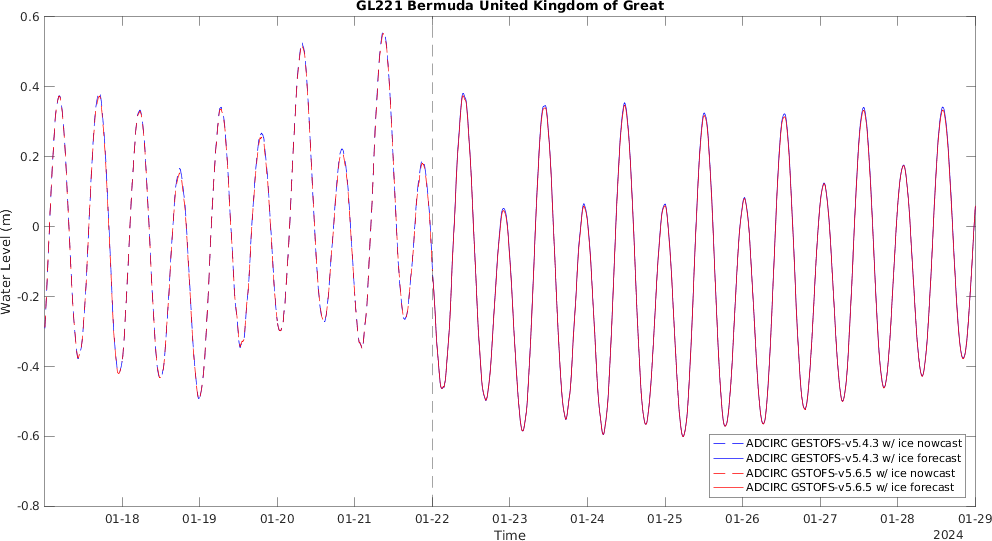 GL221 Bermuda United Kingdom of Great
0.6
0.4
0.2
0
-0.2
-0.4
-0.6
-0.8
Water Level (m)
ADCIRC GESTOFS-v5.4.3 w/ ice nowcast
ADCIRC GESTOFS-v5.4.3 w/ ice forecast
ADCIRC GSTOFS-v5.6.5 w/ ice nowcast
ADCIRC GSTOFS-v5.6.5 w/ ice forecast
01-18 01-19 01-20 01-21 01-22 01-23 01-24 01-25 01-26 01-27 01-28 01-29
Time
2024